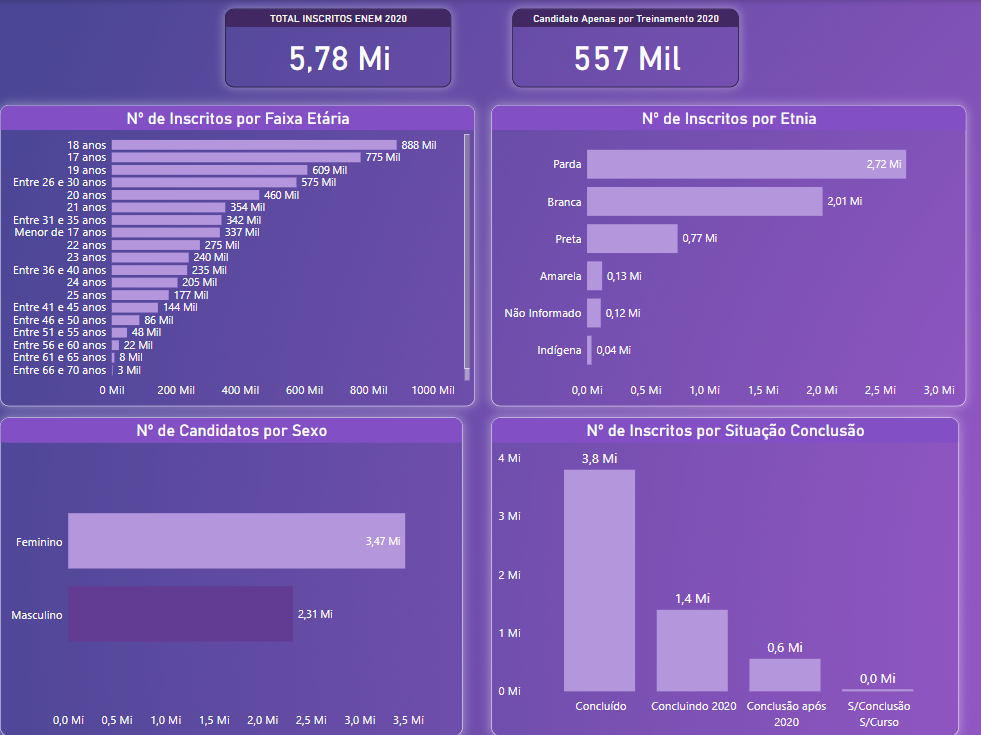 TOTAL INSCRITOS ENEM 2020
5,78 Mi
Candidato Apenas por Treinamento 2020
557 Mil
Nº de Inscritos por Faixa Etária
18 anos 888 Mil
17 anos 775 Mil
19 anos 609 Mil
Entre 26 e 30 anos 575 Mil
20 anos 460 Mil
21 anos 354 Mil
Entre 31 e 35 anos 342 Mil
Menor de 17 anos 337 Mil
22 anos 275 Mil
23 anos 240 Mil
Entre 36 e 40 anos 235 Mil
24 anos 205 Mil
25 anos 177 Mil
Entre 41 e 45 anos 144 Mil
Entre 46 e 50 anos 86 Mil
Entre 51 e 55 anos 48 Mil
Entre 56 e 60 anos 22 Mil
Entre 61 e 65 anos 8 Mil
Entre 66 e 70 anos 3 Mil
0 Mil 200 Mil 400 Mil 600 Mil 800 Mil 1000 Mil
Nº de Inscritos por Etnia
Parda 2,72 Mi
Branca 2,01 Mi
Preta 0,77 Mi
Amarela 0,13 Mi
Não Informado 0,12 Mi
Indígena 0,04 Mi
0,0 Mi 0,5 Mi 1,0 Mi 1,5 Mi 2,0 Mi 2,5 Mi 3,0 Mi
Nº de Candidatos por Sexo
Feminino 3,47 Mi
Masculino 2,31 Mi
0,0 Mi 0,5 Mi 1,0 Mi 1,5 Mi 2,0 Mi 2,5 Mi 3,0 Mi 3,5 Mi
Nº de Inscritos por Situação Conclusão
4 Mi
3 Mi
2 Mi
1 Mi
0 Mi
3,8 Mi
1,4 Mi
0,6 Mi
0,0 Mi
Concluído
Concluindo 2020
Conclusão após
2020
S/Conclusão
S/Curso